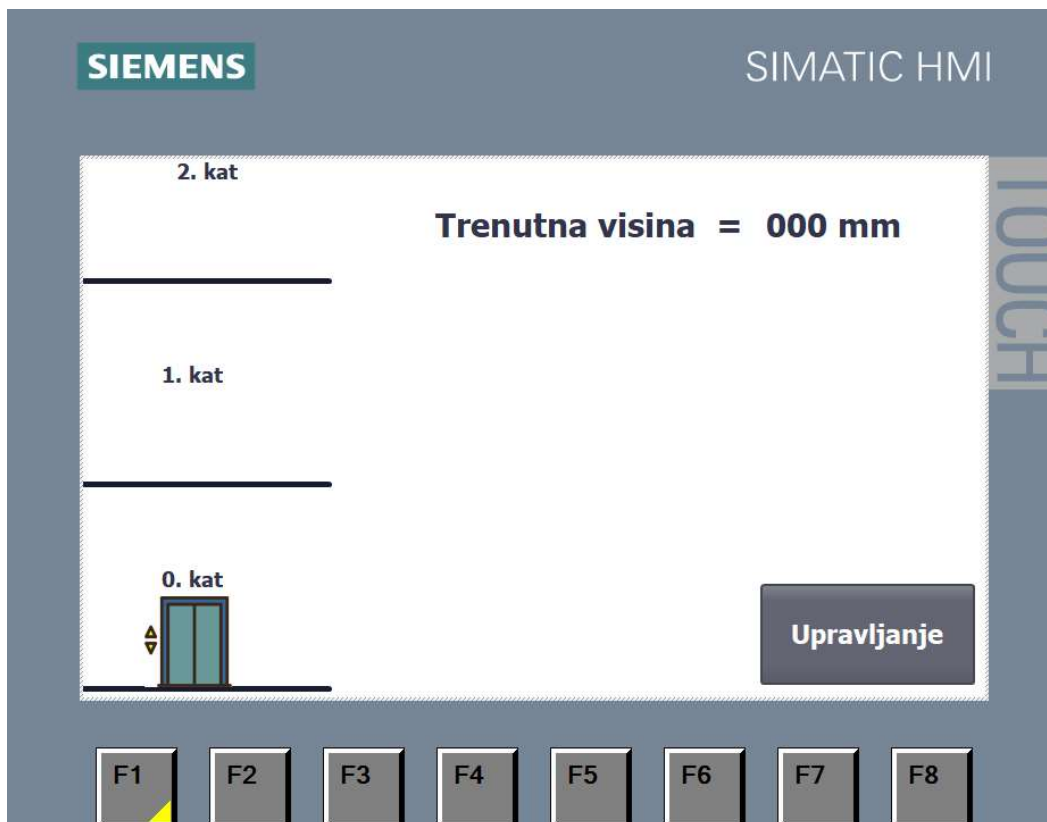 SIEMENS
SIMATIC HMI
TOUCH
2. kat
Trenutna visina = 000 mm
1. kat
0. kat
Upravljanje
F1 F2 F3 F4 F5 F6 F7 F8